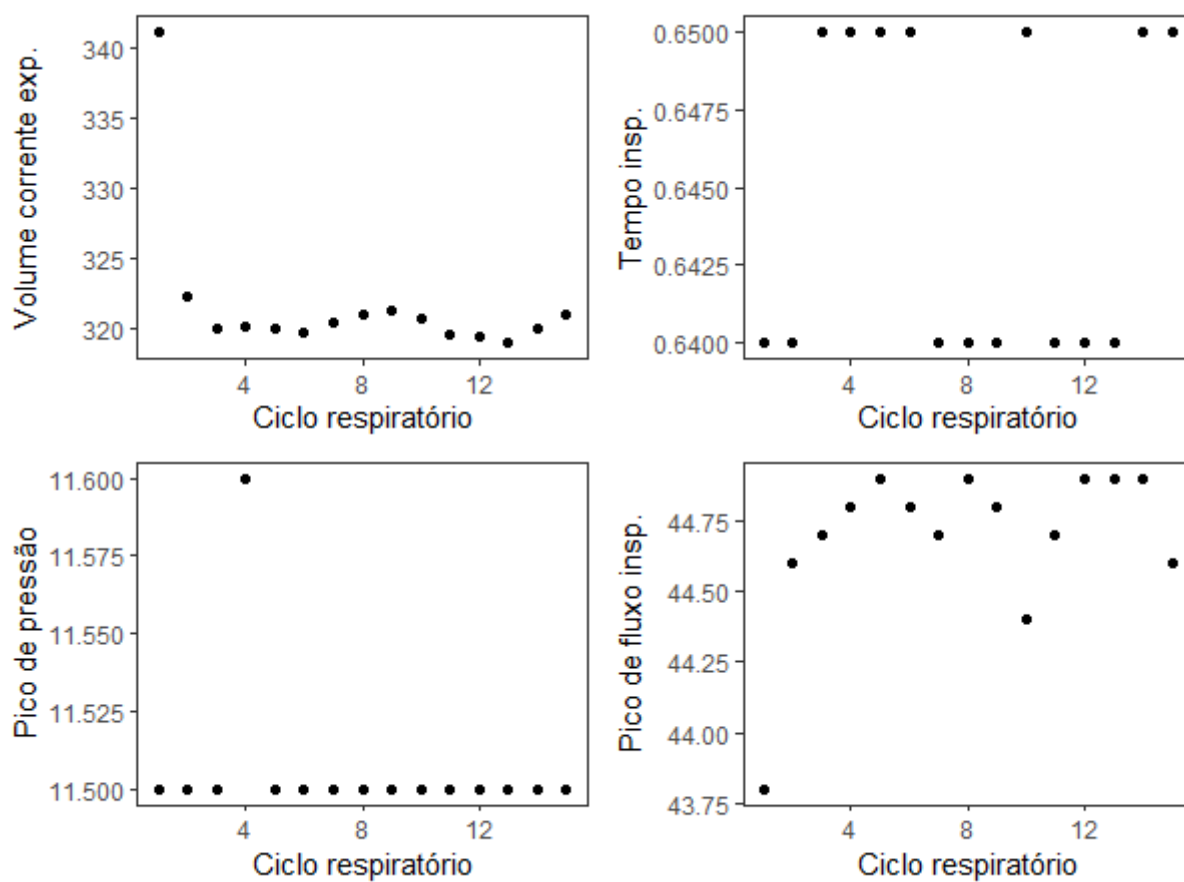 Volume corrente exp.
340
335
330
325
320
4 8 12
Ciclo respiratório
Tempo insp.
0.6500
0.6475
0.6450
0.6425
0.6400
4 8 12
Ciclo respiratório
Pico de pressão
11.600
11.575
11.550
11.525
11.500
4 8 12
Ciclo respiratório
Pico de fluxo insp.
44.75
44.50
44.25
44.00
43.75
4 8 12
Ciclo respiratório